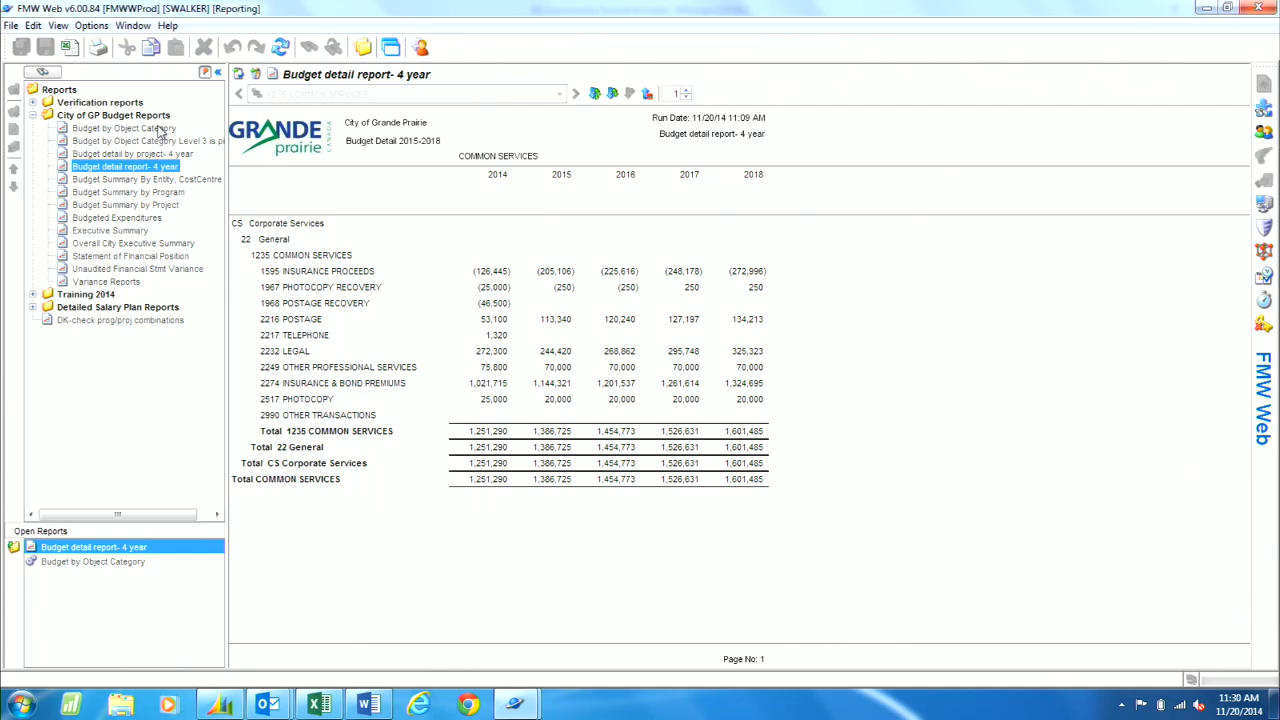 FMW Web v6.00.84 [FMWWProd] [SWALKER] [Reporting]
File Edit View Options Window Help
Reports
Verification reports
City of GP Budget Reports
Budget by Object Category
Budget by Object Category Level 3 is pi
Budget detail by project- 4 year
Budget detail report- 4 year
Budget Summary By Entity, CostCentre
Budget Summary by Program
Budget Summary by Project
Budgeted Expenditures
Executive Summary
Overall City Executive Summary
Statement of Financial Position
Unaudited Financial Stmt Variance
Variance Reports
Training 2014
Detailed Salary Plan Reports
DK-check prog/proj combinations
Open Reports
Budget detail report- 4 year
Budget by Object Category
Budget detail report- 4 year
1235 COMMON SERVICES
1
GRANDE prairie CANADA
City of Grande Prairie
Budget Detail 2015-2018
Run Date: 11/20/14 11:09 AM
Budget detail report- 4 year
COMMON SERVICES
2014 2015 2016 2017 2018
CS Corporate Services
22 General
1235 COMMON SERVICES
1595 INSURANCE PROCEEDS (126,445) (205,106) (225,616) (248,178) (272,996)
1967 PHOTOCOPY RECOVERY (25,000) (250) (250) 250 250
1968 POSTAGE RECOVERY (46,500)
2216 POSTAGE 53,100 113,340 120,240 127,197 134,213
2217 TELEPHONE 1,320
2232 LEGAL 272,300 244,420 268,862 295,748 325,323
2249 OTHER PROFESSIONAL SERVICES 75,800 70,000 70,000 70,000 70,000
2274 INSURANCE & BOND PREMIUMS 1,021,715 1,144,321 1,201,537 1,261,614 1,324,695
2517 PHOTOCOPY 25,000 20,000 20,000 20,000 20,000
2990 OTHER TRANSACTIONS
Total 1235 COMMON SERVICES 1,251,290 1,386,725 1,454,773 1,526,631 1,601,485
Total 22 General 1,251,290 1,386,725 1,454,773 1,526,631 1,601,485
Total CS Corporate Services 1,251,290 1,386,725 1,454,773 1,526,631 1,601,485
Total COMMON SERVICES 1,251,290 1,386,725 1,454,773 1,526,631 1,601,485
Page No: 1
FMW Web
11:30 AM
11/20/2014